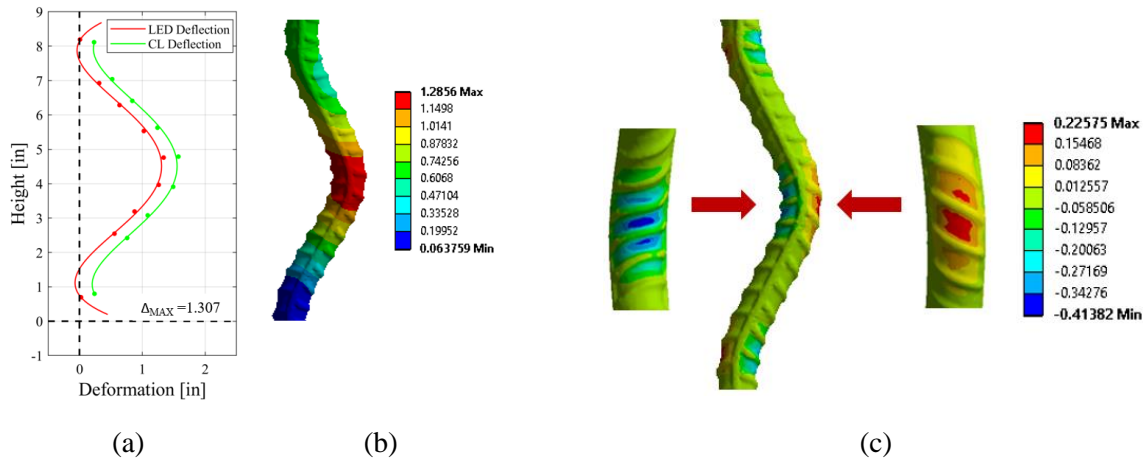 9
8
7
6
5
4
3
2
1
0
-1
Height [in]
LED Deflection
CL Deflection
Δ_MAX =1.307
0 1 2
Deformation [in]
1.2856 Max
1.1498
1.0141
0.87832
0.74256
0.6068
0.47104
0.33528
0.19952
0.063759 Min
0.22575 Max
0.15468
0.08362
0.012557
-0.058506
-0.12957
-0.20063
-0.27169
-0.34276
-0.41382 Min
(a) (b) (c)